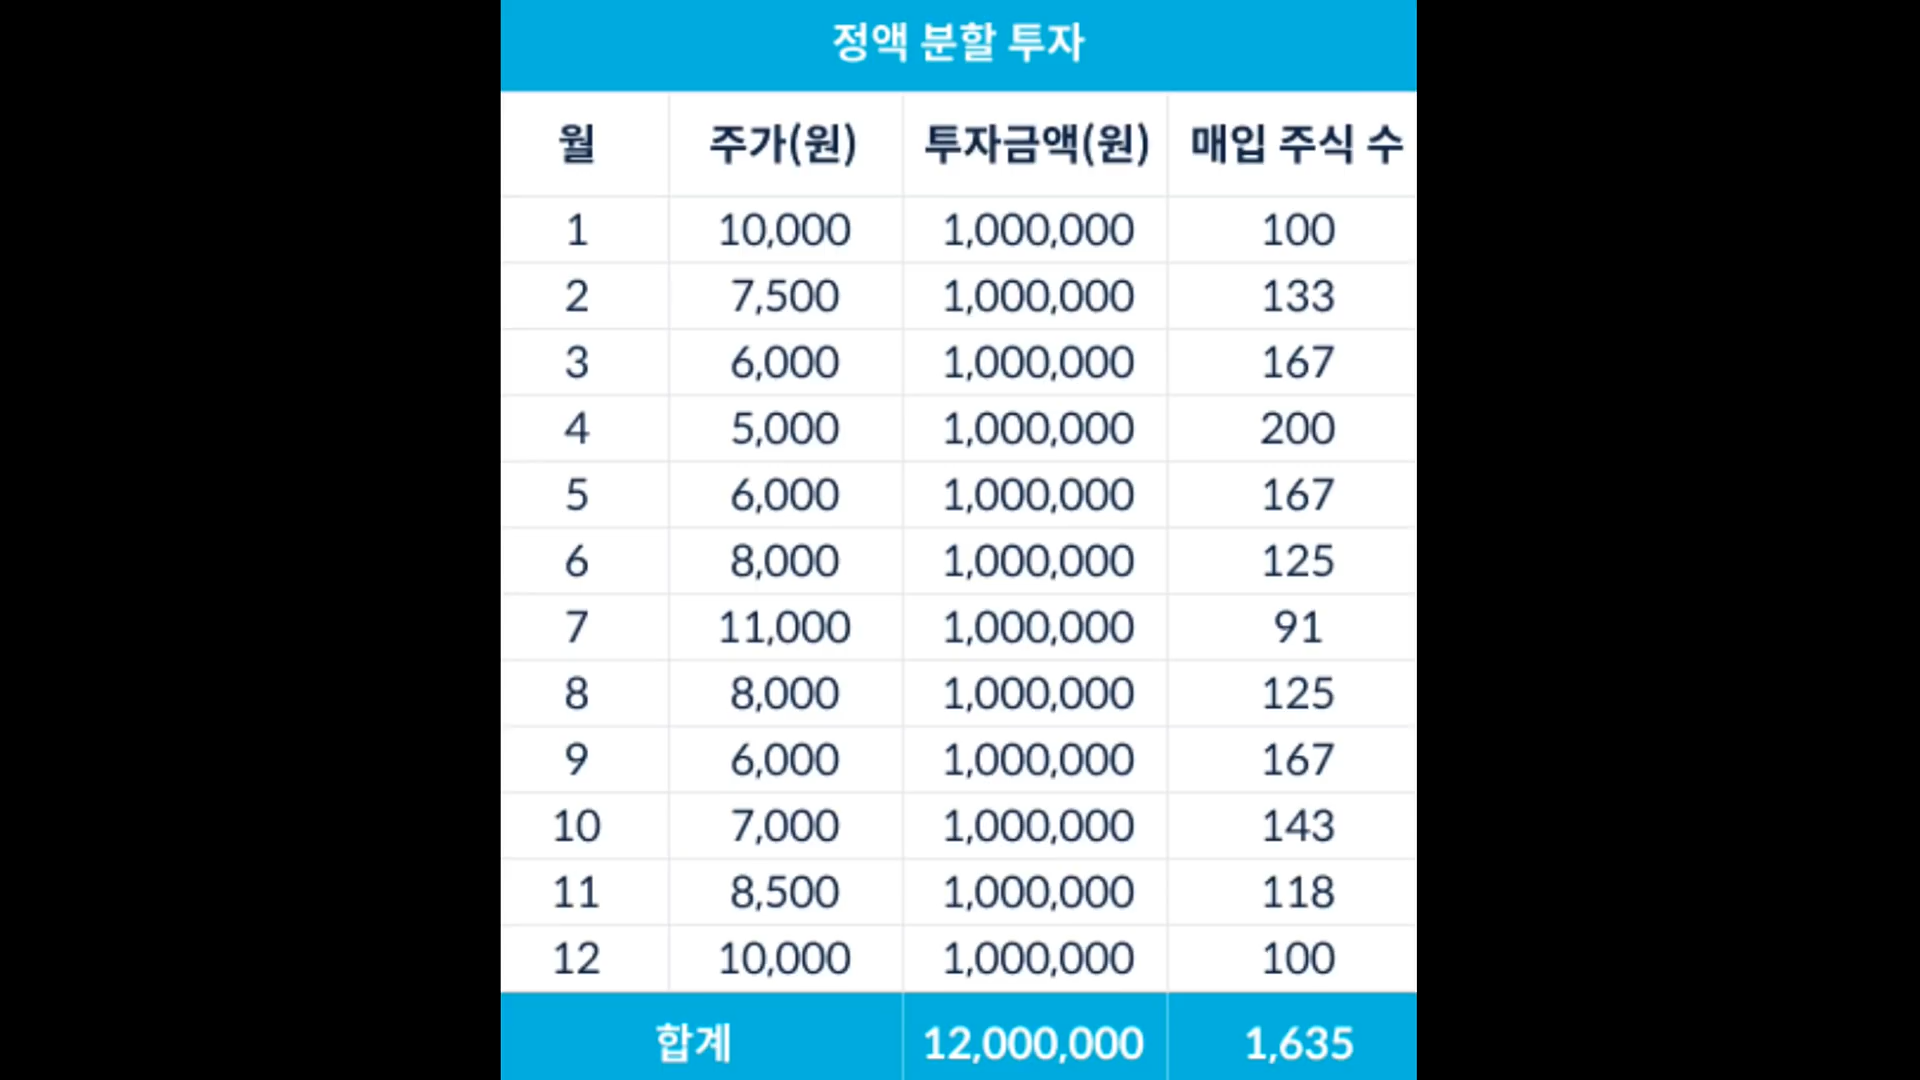 정액 분할 투자
월 주가(원) 투자금액(원) 매입 주식 수
1 10,000 1,000,000 100
2 7,500 1,000,000 133
3 6,000 1,000,000 167
4 5,000 1,000,000 200
5 6,000 1,000,000 167
6 8,000 1,000,000 125
7 11,000 1,000,000 91
8 8,000 1,000,000 125
9 6,000 1,000,000 167
10 7,000 1,000,000 143
11 8,500 1,000,000 118
12 10,000 1,000,000 100
합계 12,000,000 1,635